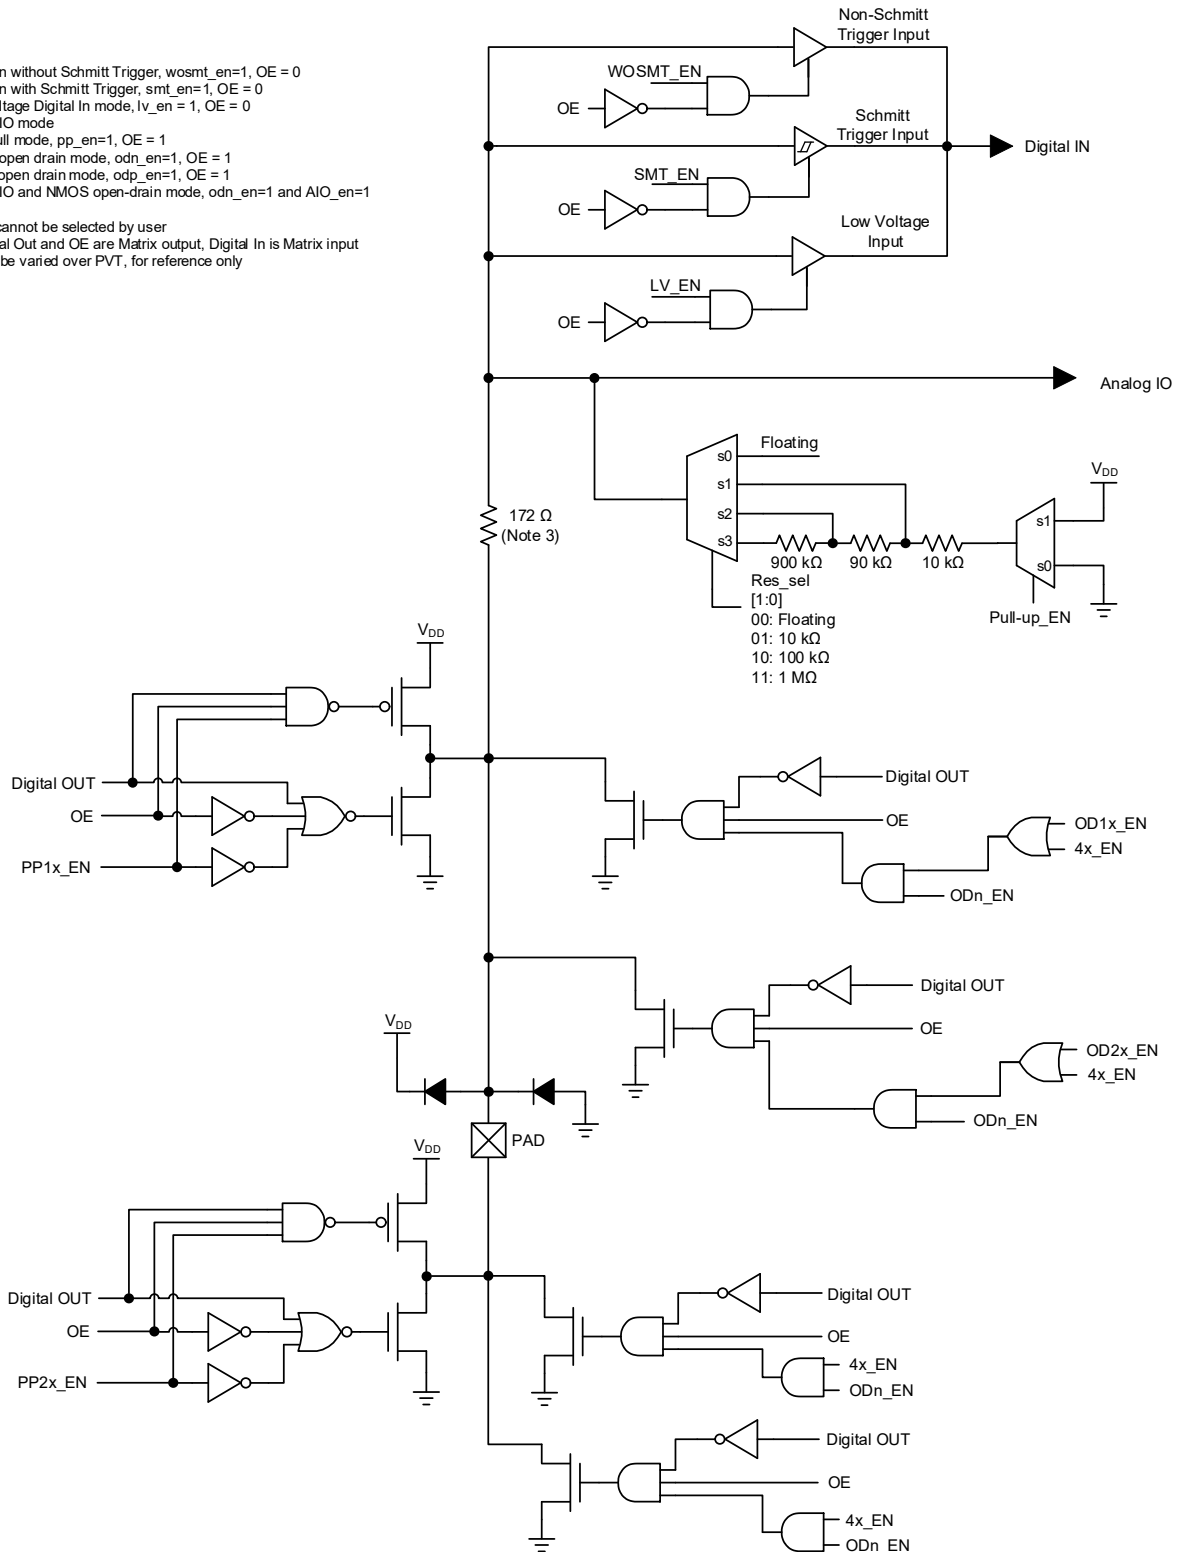 n without Schmitt Trigger, wosmt_en=1, OE = 0
n with Schmitt Trigger, smt_en=1, OE = 0
ltage Digital In mode, lv_en = 1, OE = 0
IO mode
ull mode, pp_en=1, OE = 1
open drain mode, odn_en=1, OE = 1
open drain mode, odp_en=1, OE = 1
IO and NMOS open-drain mode, odn_en=1 and AIO_en=1
cannot be selected by user
al Out and OE are Matrix output, Digital In is Matrix input
be varied over PVT, for reference only
Non-Schmitt
Trigger Input
WOSMT_EN
OE
Schmitt
Trigger Input
Digital IN
SMT_EN
OE
Low Voltage
Input
LV_EN
OE
Analog IO
Floating
s0
s1
s2
s3
VDD
s1
s0
172 Ω
(Note 3)
900 kΩ
90 kΩ
10 kΩ
Res_sel
[1:0]
00: Floating
01: 10 kΩ
10: 100 kΩ
11: 1 MΩ
Pull-up_EN
VDD
Digital OUT
OE
PP1x_EN
Digital OUT
OE
OD1x_EN
4x_EN
ODn_EN
Digital OUT
OE
OD2x_EN
4x_EN
ODn_EN
VDD
PAD
VDD
Digital OUT
OE
PP2x_EN
Digital OUT
OE
4x_EN
ODn_EN
Digital OUT
OE
4x_EN
ODn_EN